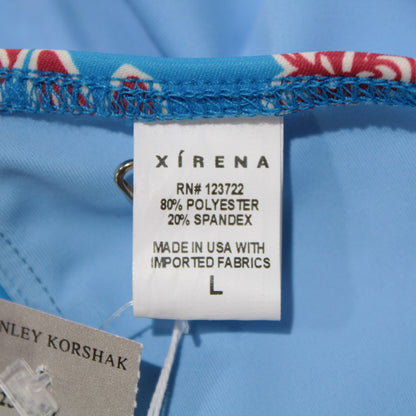 XÍRENA
RN# 123722
80% POLYESTER
20% SPANDEX
MADE IN USA WITH
IMPORTED FABRICS
L
NLEY KORSHAK